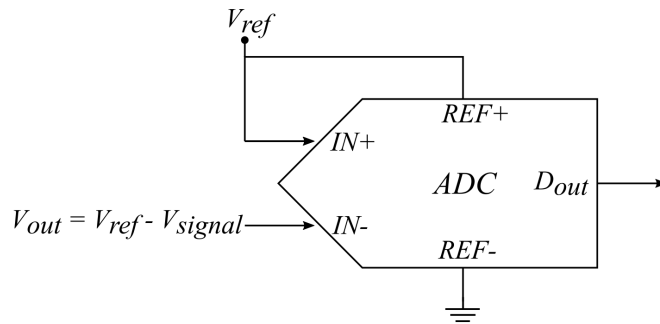 Vref
REF+
IN+
ADC
Dout
Vout = Vref - Vsignal
IN-
REF-